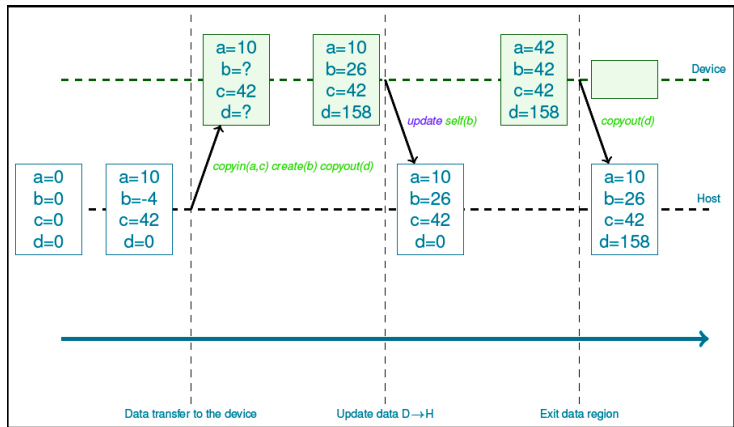 a=10
b=?
c=42
d=?
a=10
b=26
c=42
d=158
a=42
b=42
c=42
d=158
Device
update self(b)
copyout(d)
copyin(a,c) create(b) copyout(d)
a=0
b=0
c=0
d=0
a=10
b=-4
c=42
d=0
a=10
b=26
c=42
d=0
a=10
b=26
c=42
d=158
Host
Data transfer to the device
Update data D→H
Exit data region